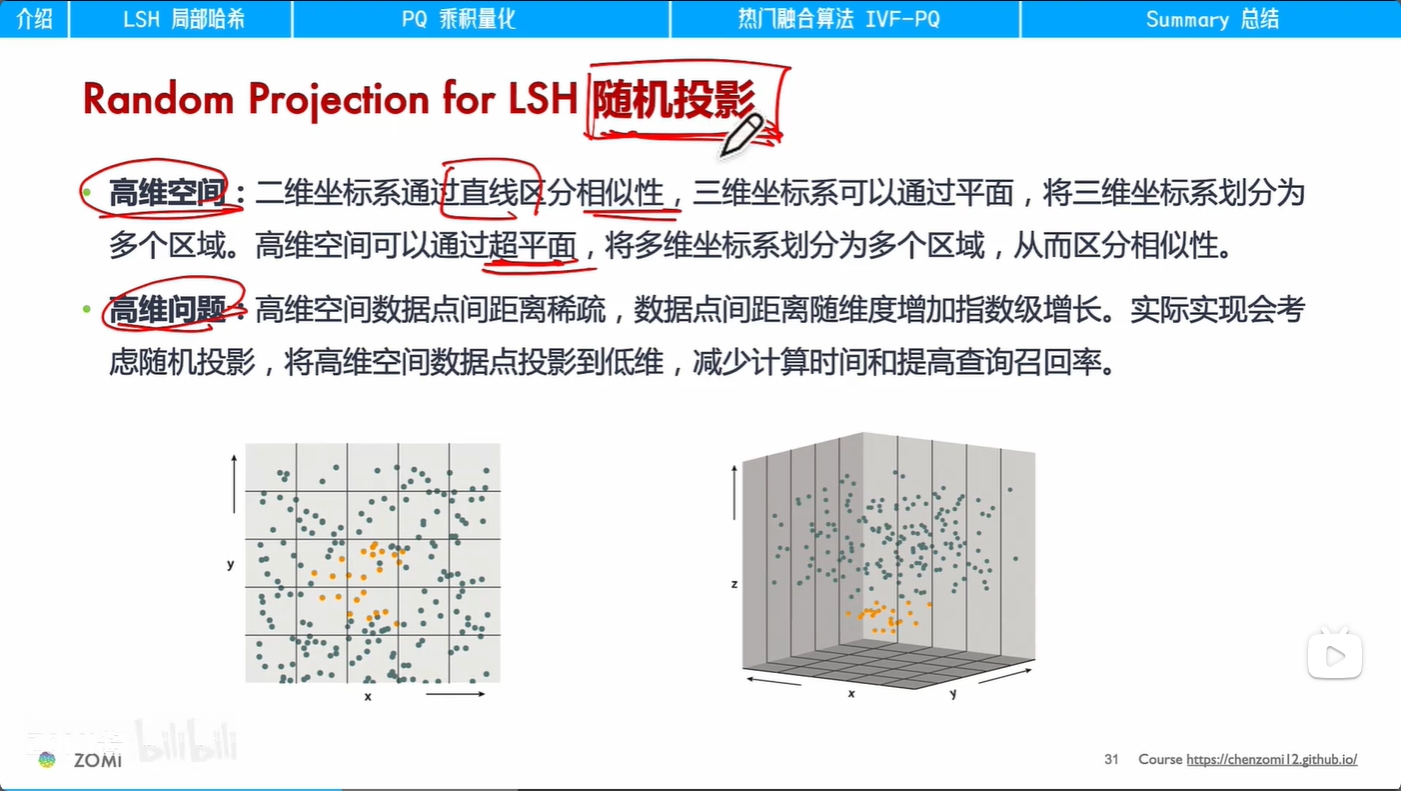 介绍
LSH 局部哈希
PQ 乘积量化
热门融合算法 IVF-PQ
Summary 总结
Random Projection for LSH 随机投影
• 高维空间：二维坐标系通过直线区分相似性，三维坐标系可以通过平面，将三维坐标系划分为
多个区域。高维空间可以通过超平面，将多维坐标系划分为多个区域，从而区分相似性。
• 高维问题：高维空间数据点间距离稀疏，数据点间距离随维度增加指数级增长。实际实现会考
虑随机投影，将高维空间数据点投影到低维，减少计算时间和提高查询召回率。
y
x
z
x
y
bilibili
ZOMI
31
Course https://chenzomi12.github.io/